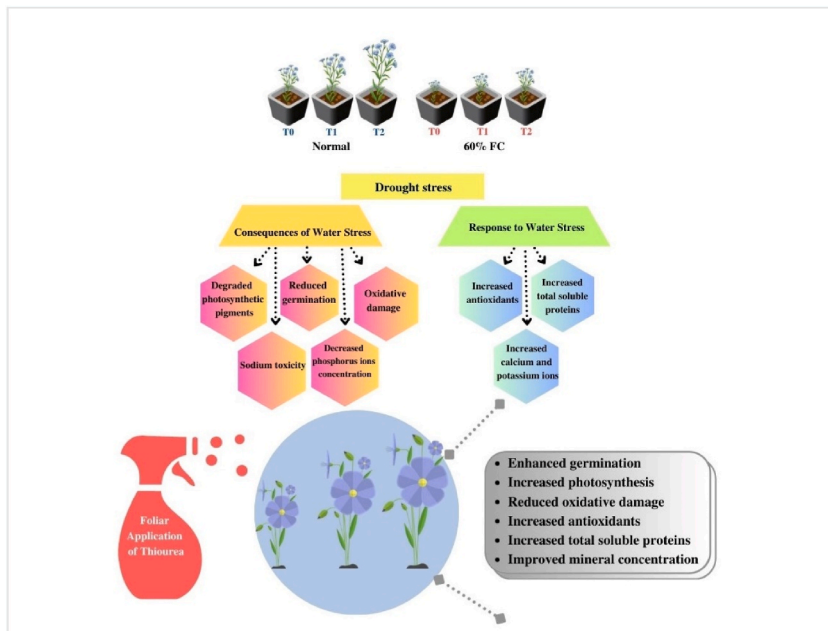 T0 T1 T2 T0 T1 T2
Normal 60% FC
Drought stress
Consequences of Water Stress
Response to Water Stress
Degraded
photosynthetic
pigments
Reduced
germination
Oxidative
damage
Sodium toxicity
Decreased
phosphorus ions
concentration
Increased
antioxidants
Increased
total soluble
proteins
Increased
calcium and
potassium ions
Foliar
Application
of Thiourea
• Enhanced germination
• Increased photosynthesis
• Reduced oxidative damage
• Increased antioxidants
• Increased total soluble proteins
• Improved mineral concentration